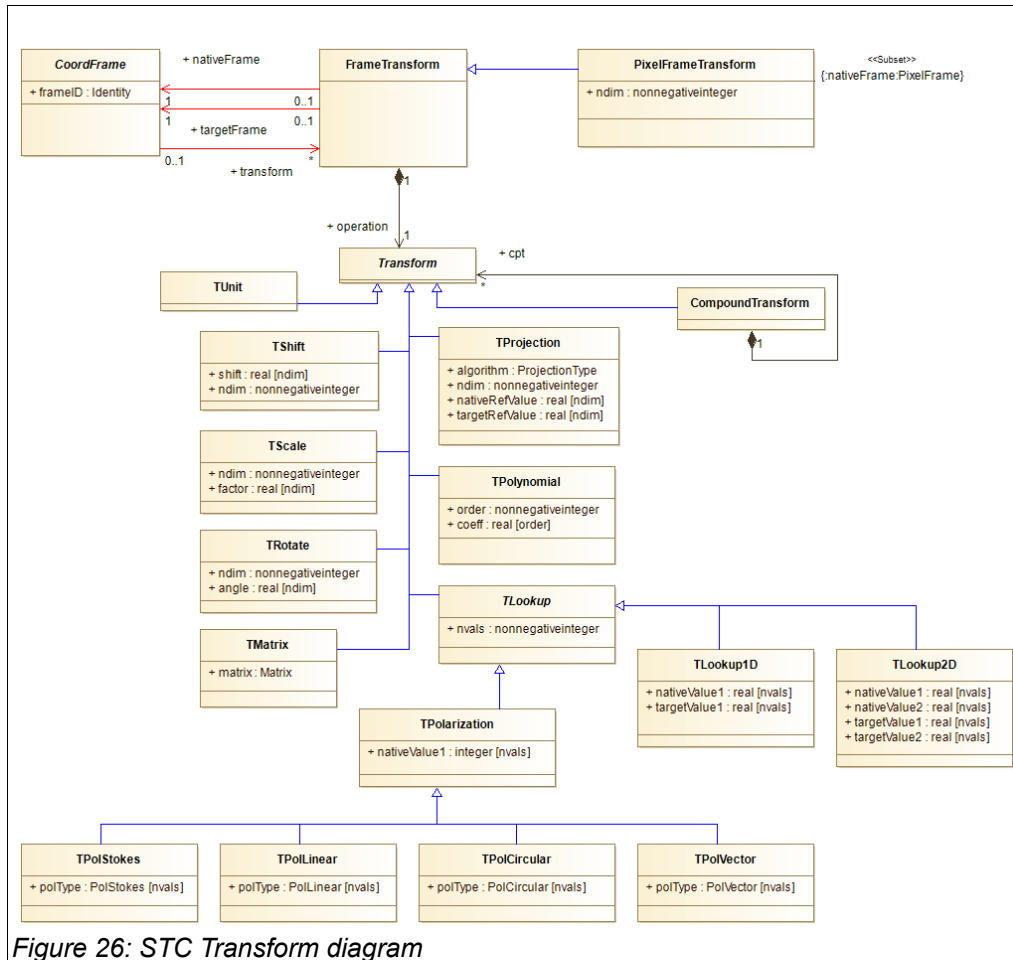 CoordFrame
+ frameID : Identity
+ nativeFrame
1
0..1
1
0..1
+ targetFrame
0..1
*
+ transform
FrameTransform
1
PixelFrameTransform
+ ndim : nonnegativeinteger
<<Subset>>
{:nativeFrame:PixelFrame}
+ operation
1
+ cpt
*
Transform
TUnit
CompoundTransform
1
TShift
+ shift : real [ndim]
+ ndim : nonnegativeinteger
TProjection
+ algorithm : ProjectionType
+ ndim : nonnegativeinteger
+ nativeRefValue : real [ndim]
+ targetRefValue : real [ndim]
TScale
+ ndim : nonnegativeinteger
+ factor : real [ndim]
TPolynomial
+ order : nonnegativeinteger
+ coeff : real [order]
TRotate
+ ndim : nonnegativeinteger
+ angle : real [ndim]
TLookup
+ nvals : nonnegativeinteger
TMatrix
+ matrix : Matrix
TLookup1D
+ nativeValue1 : real [nvals]
+ targetValue1 : real [nvals]
TLookup2D
+ nativeValue1 : real [nvals]
+ nativeValue2 : real [nvals]
+ targetValue1 : real [nvals]
+ targetValue2 : real [nvals]
TPolarization
+ nativeValue1 : integer [nvals]
TPolStokes
+ polType : PolStokes [nvals]
TPolLinear
+ polType : PolLinear [nvals]
TPolCircular
+ polType : PolCircular [nvals]
TPolVector
+ polType : PolVector [nvals]
Figure 26: STC Transform diagram